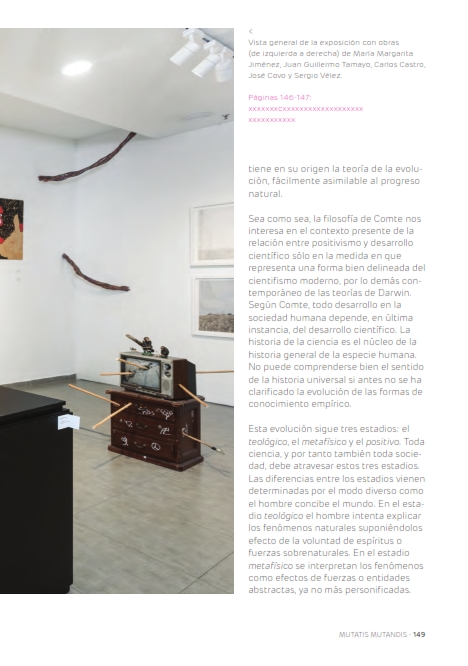 <
Vista general de la exposición con obras
(de izquierda a derecha) de María Margarita
Jiménez, Juan Guillermo Tamayo, Carlos Castro,
José Covo y Sergio Vélez.
Páginas 146-147:
xxxxxxxcxxxxxxxxxxxxxxxxxxxxx
xxxxxxxxxxx
tiene en su origen la teoría de la evolu-
ción, fácilmente asimilable al progreso
natural.
Sea como sea, la filosofía de Comte nos
interesa en el contexto presente de la
relación entre positivismo y desarrollo
científico sólo en la medida en que
representa una forma bien delineada del
cientifismo moderno, por lo demás con-
temporáneo de las teorías de Darwin.
Según Comte, todo desarrollo en la
sociedad humana depende, en última
instancia, del desarrollo científico. La
historia de la ciencia es el núcleo de la
historia general de la especie humana.
No puede comprenderse bien el sentido
de la historia universal si antes no se ha
clarificado la evolución de las formas de
conocimiento empírico.
Esta evolución sigue tres estadios: el
teológico, el metafísico y el positivo. Toda
ciencia, y por tanto también toda socie-
dad, debe atravesar estos tres estadios.
Las diferencias entre los estadios vienen
determinadas por el modo diverso como
el hombre concibe el mundo. En el esta-
dio teológico el hombre intenta explicar
los fenómenos naturales suponiéndolos
efecto de la voluntad de espíritus o
fuerzas sobrenaturales. En el estadio
metafísico se interpretan los fenómenos
como efectos de fuerzas o entidades
abstractas, ya no más personificadas.
MUTATIS MUTANDIS · 149